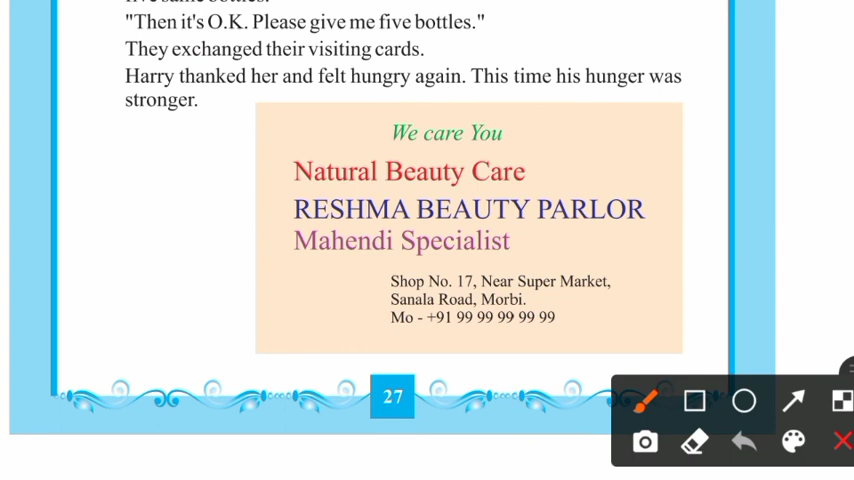 "Then it's O.K. Please give me five bottles."
They exchanged their visiting cards.
Harry thanked her and felt hungry again. This time his hunger was
stronger.
We care You
Natural Beauty Care
RESHMA BEAUTY PARLOR
Mahendi Specialist
Shop No. 17, Near Super Market,
Sanala Road, Morbi.
Mo - +91 99 99 99 99 99
27